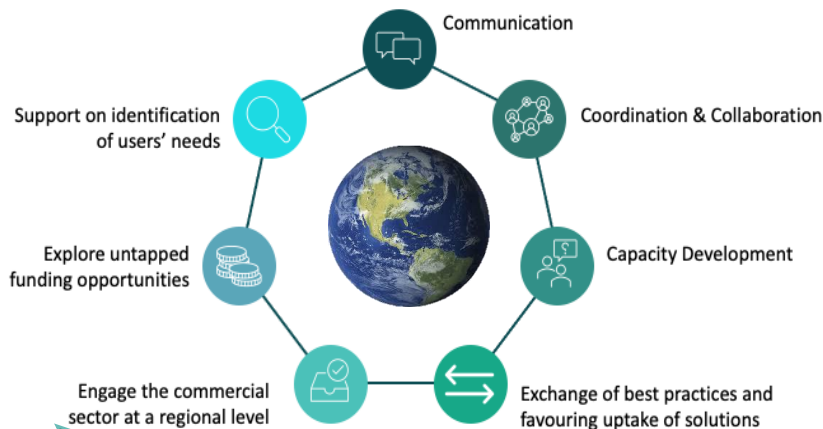 Communication
Coordination & Collaboration
Capacity Development
Exchange of best practices and
favouring uptake of solutions
Engage the commercial
sector at a regional level
Explore untapped
funding opportunities
Support on identification
of users' needs